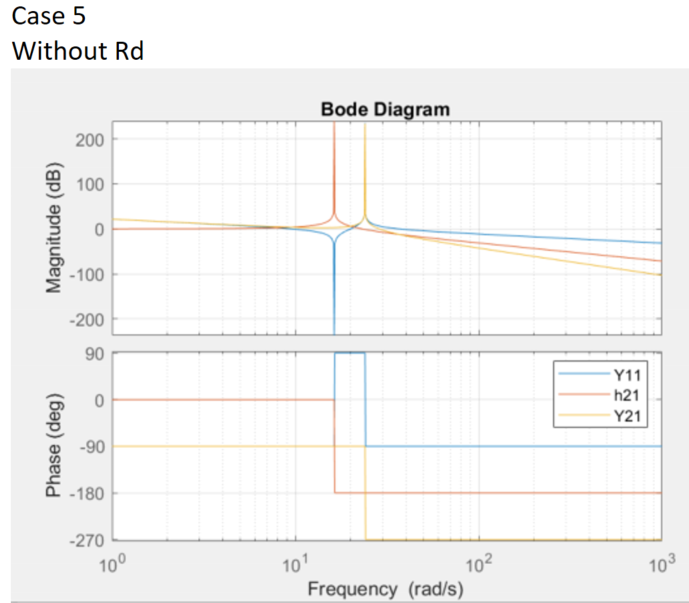 Case 5
Without Rd
Bode Diagram
Magnitude (dB)
200
100
0
-100
-200
Phase (deg)
90
0
-90
-180
-270
Y11
h21
Y21
10^0
10^1
10^2
10^3
Frequency (rad/s)